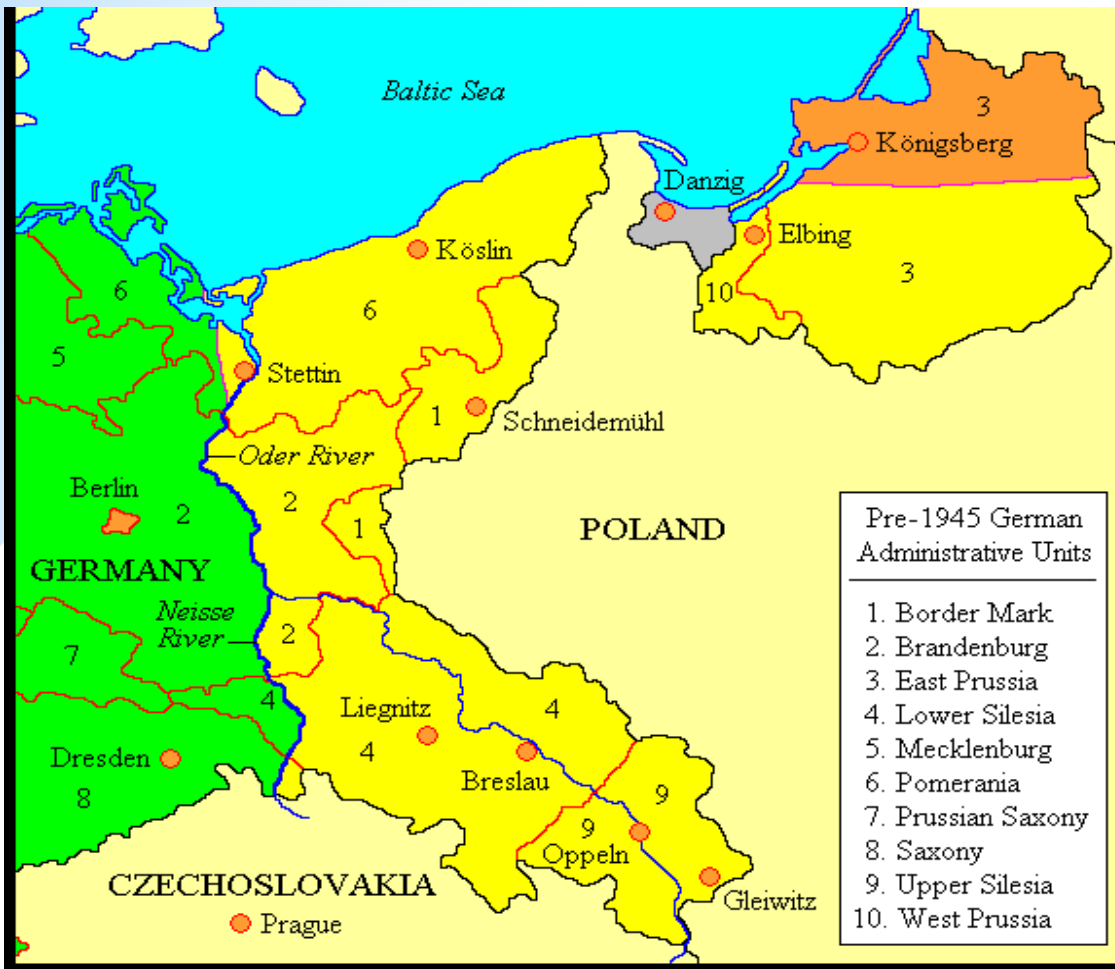 Baltic Sea
3
Königsberg
Danzig
Elbing
Köslin
3
10
6
6
5
Stettin
1
Schneidemühl
Oder River
Berlin
2
2
1
POLAND
GERMANY
Neisse
River
2
7
4
4
Liegnitz
4
Dresden
Breslau
9
8
9
Oppeln
CZECHOSLOVAKIA
Gleiwitz
Prague
Pre-1945 German
Administrative Units
1. Border Mark
2. Brandenburg
3. East Prussia
4. Lower Silesia
5. Mecklenburg
6. Pomerania
7. Prussian Saxony
8. Saxony
9. Upper Silesia
10. West Prussia